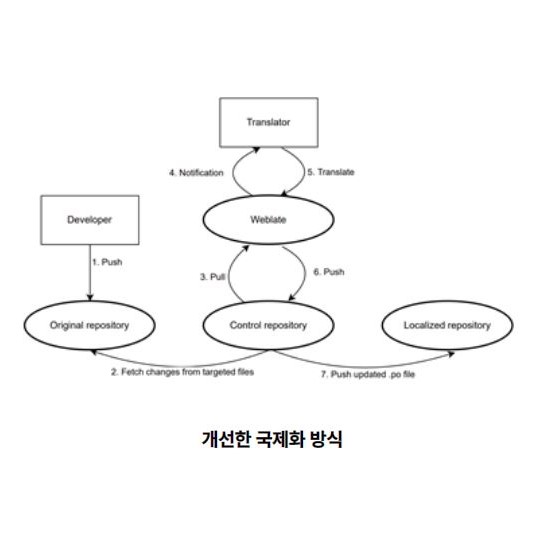 Translator
4. Notification
5. Translate
Developer
Weblate
1. Push
3. Pull
6. Push
Original repository
Control repository
Localized repository
2. Fetch changes from targeted files
7. Push updated .po file
개선한 국제화 방식